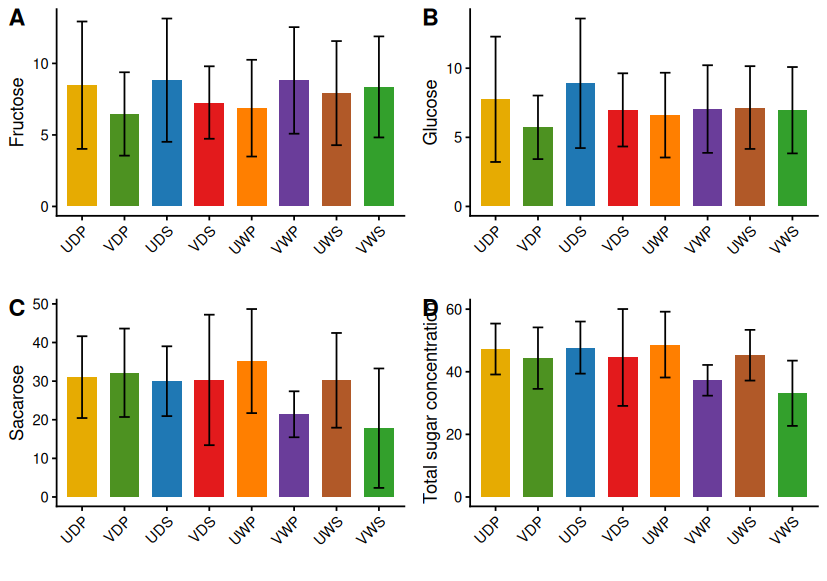 A
Fructose
10
5
0
UDP VDP UDS VDS UWP VWP UWS VWS
B
Glucose
10
5
0
UDP VDP UDS VDS UWP VWP UWS VWS
C
Sacarose
50
40
30
20
10
0
UDP VDP UDS VDS UWP VWP UWS VWS
D
Total sugar concentration
60
40
20
0
UDP VDP UDS VDS UWP VWP UWS VWS